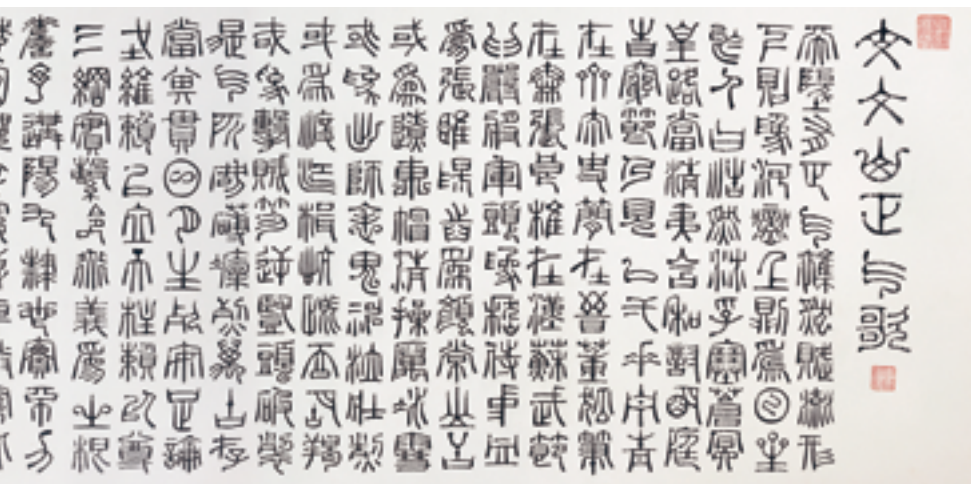 文文山正气歌
天地有正气雜然賦流形
下則為河嶽上則為日星
於人曰浩然沛乎塞蒼冥
皇路當清夷含和吐明庭
時窮節乃見一一垂丹青
在齊太史簡在晉董狐筆
在秦張良椎在漢蘇武節
為嚴將軍頭為嵇侍中血
為張睢陽齒為顏常山舌
或為遼東帽清操厲冰雪
或為出師表鬼神泣壯烈
或為渡江楫慷慨吞胡羯
或為擊賊笏逆豎頭破裂
是气所磅礴凜烈萬古存
當其貫日月生死安足論
地維賴以立天柱賴以尊
三綱實繫命道義為之根
嗟予遘陽九隸也實不力